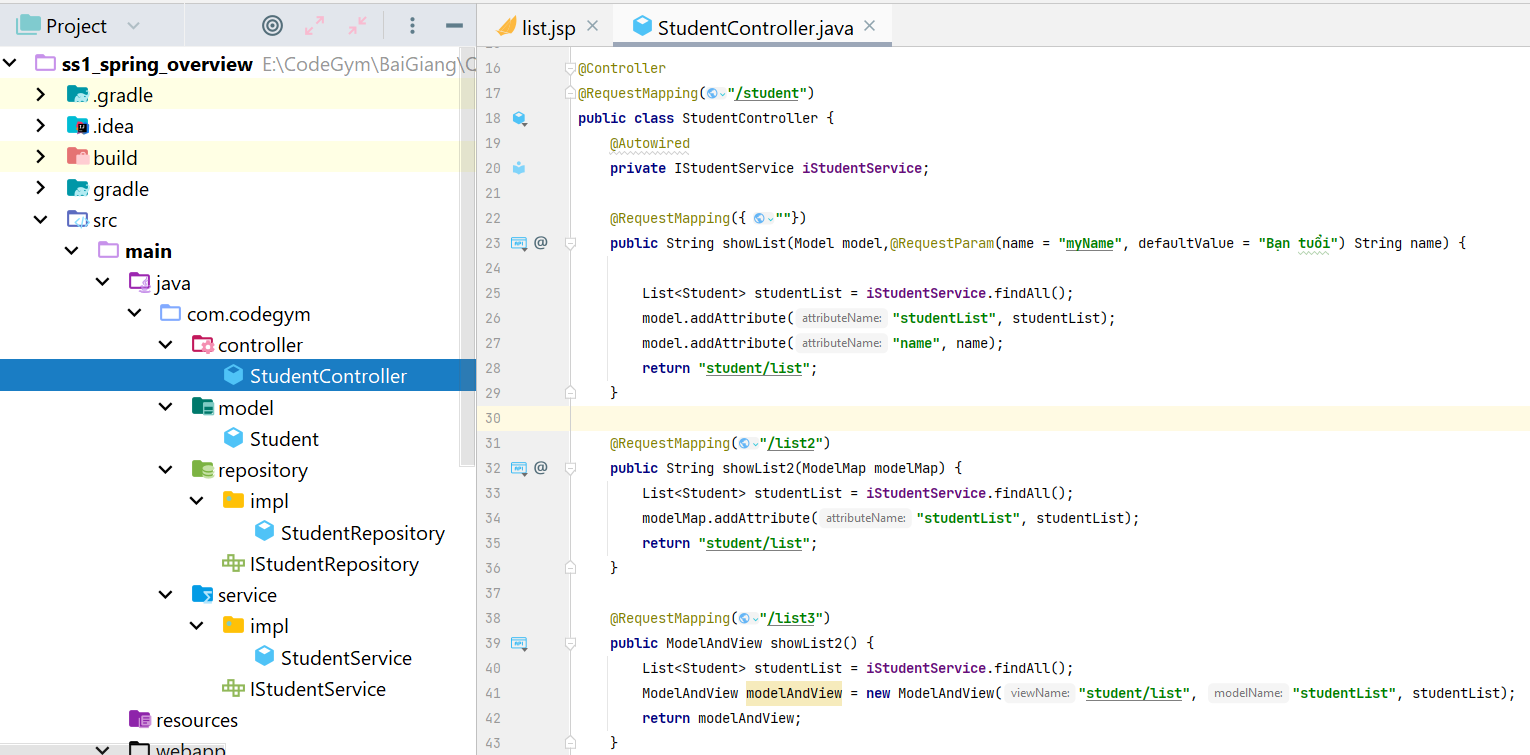 Project
ss1_spring_overview E:\CodeGym\BaiGiang\
.gradle
.idea
build
gradle
src
main
java
com.codegym
controller
StudentController
model
Student
repository
impl
StudentRepository
IStudentRepository
service
impl
StudentService
IStudentService
resources
webapp
list.jsp
StudentController.java
16 @Controller
17 @RequestMapping("/student")
18 public class StudentController {
19 @Autowired
20 private IStudentService iStudentService;
21
22 @RequestMapping({ ""})
23 @ public String showList(Model model,@RequestParam(name = "myName", defaultValue = "Bạn tuổi") String name) {
24
25 List<Student> studentList = iStudentService.findAll();
26 model.addAttribute( attributeName: "studentList", studentList);
27 model.addAttribute( attributeName: "name", name);
28 return "student/list";
29 }
30
31 @RequestMapping("/list2")
32 @ public String showList2(ModelMap modelMap) {
33 List<Student> studentList = iStudentService.findAll();
34 modelMap.addAttribute( attributeName: "studentList", studentList);
35 return "student/list";
36 }
37
38 @RequestMapping("/list3")
39 public ModelAndView showList2() {
40 List<Student> studentList = iStudentService.findAll();
41 ModelAndView modelAndView = new ModelAndView( viewName: "student/list", modelName: "studentList", studentList);
42 return modelAndView;
43 }